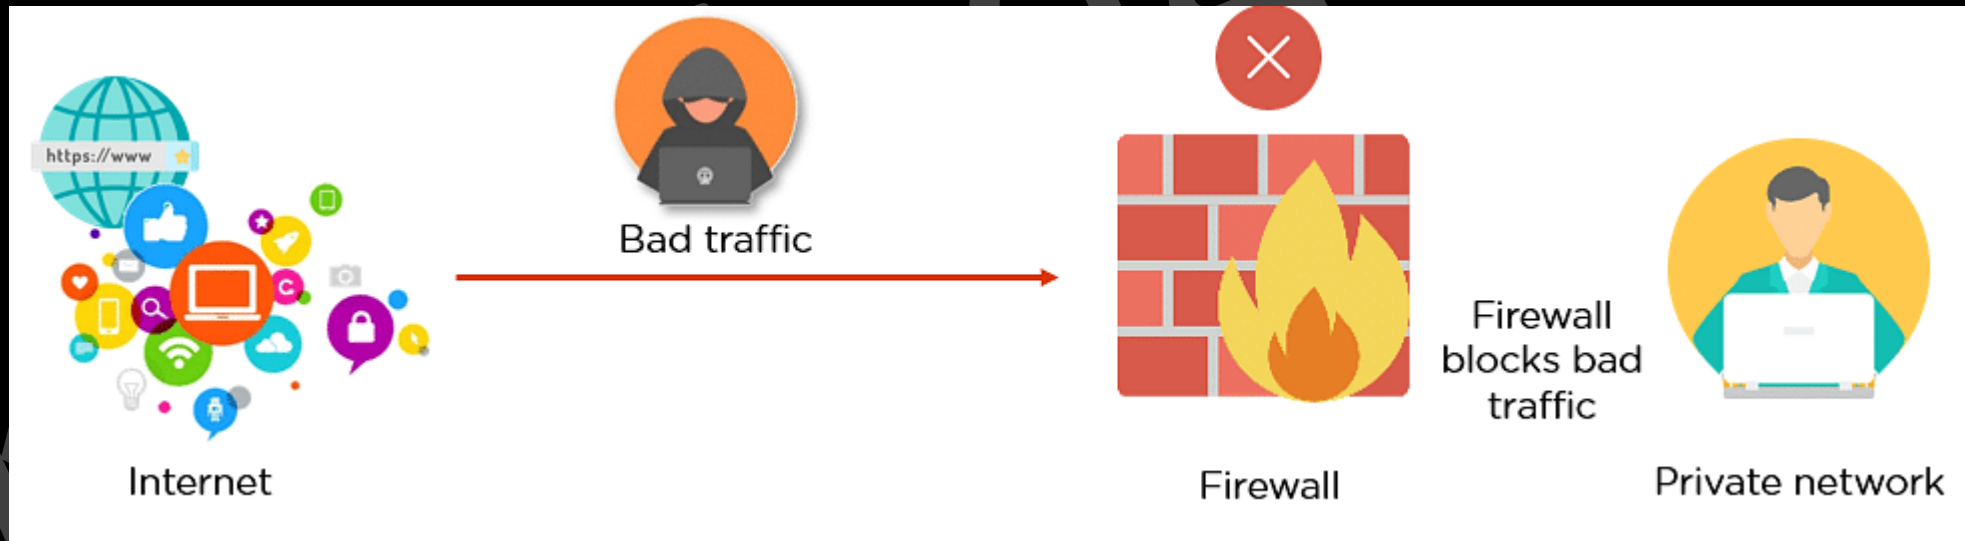 https://www
Bad traffic
Firewall
blocks bad
traffic
Internet
Firewall
Private network